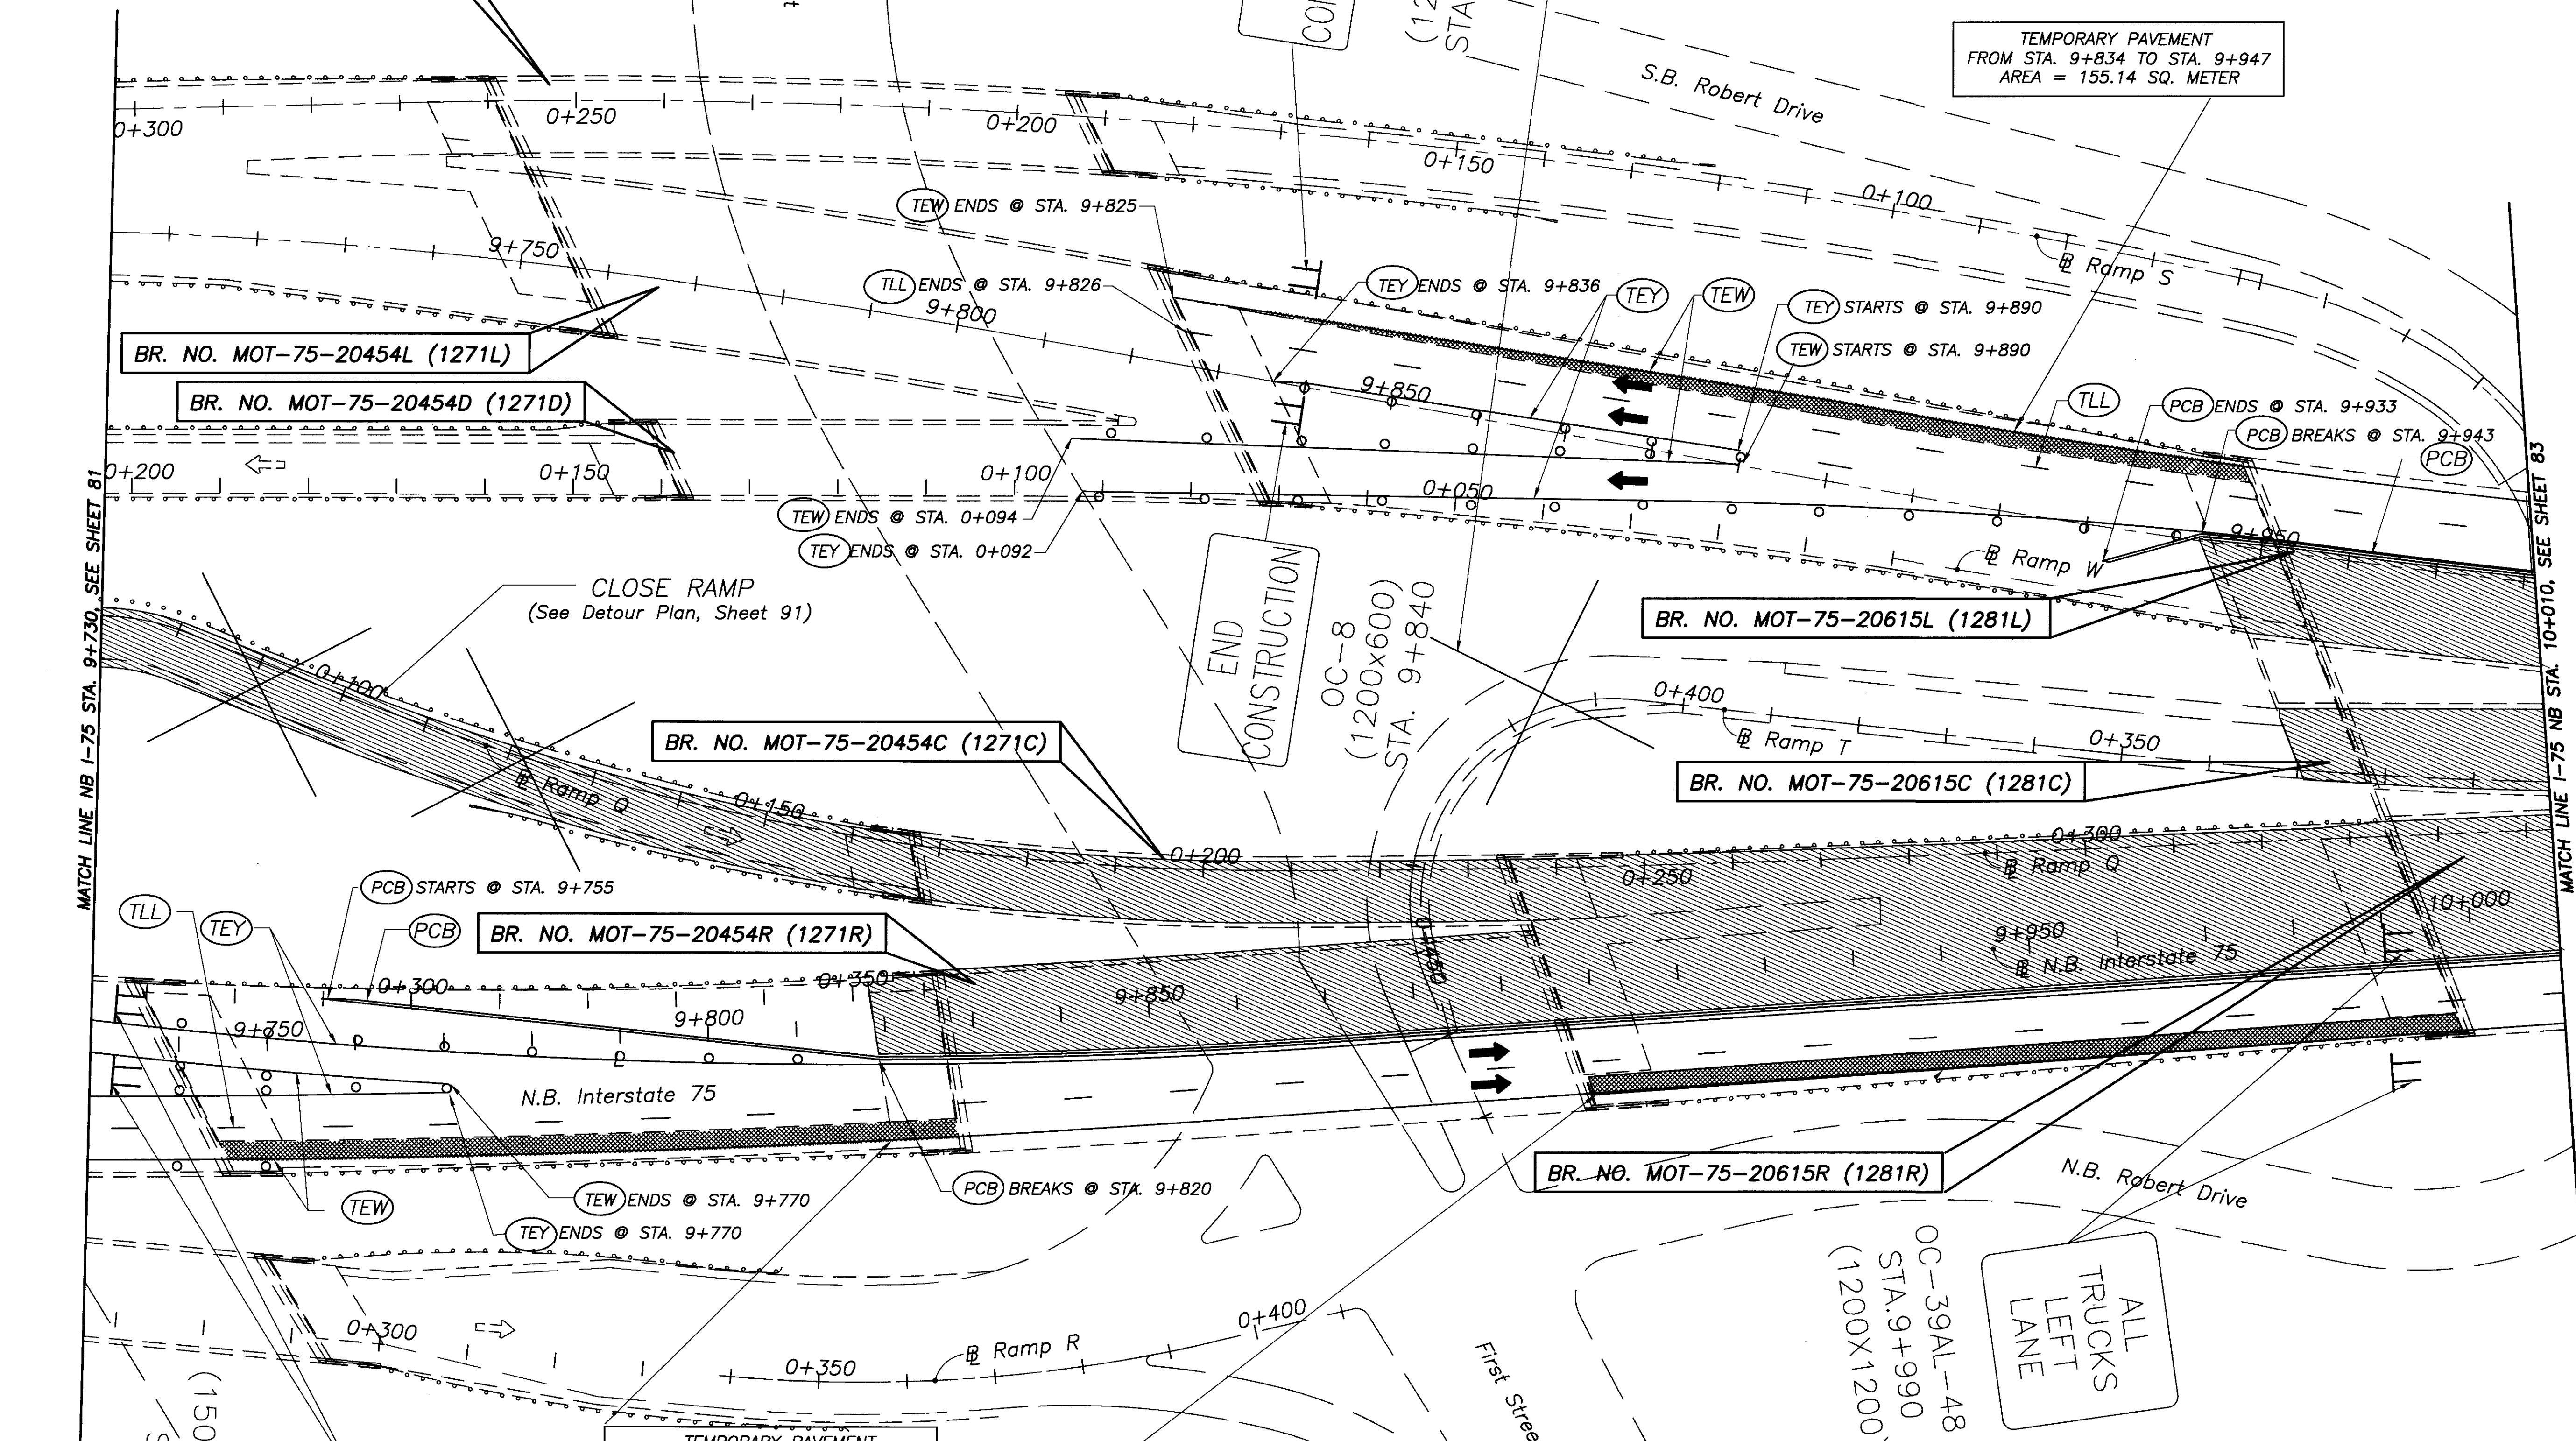 TEMPORARY PAVEMENT
FROM STA. 9+834 TO STA. 9+947
AREA = 155.14 SQ. METER
S.B. Robert Drive
0+300
0+250
0+200
0+150
0+100
℄ Ramp S
TEW ENDS @ STA. 9+825
9+750
TLL ENDS @ STA. 9+826
9+800
TEY ENDS @ STA. 9+836
TEY
TEW
TEY STARTS @ STA. 9+890
TEW STARTS @ STA. 9+890
BR. NO. MOT-75-20454L (1271L)
BR. NO. MOT-75-20454D (1271D)
9+850
TLL
PCB ENDS @ STA. 9+933
PCB BREAKS @ STA. 9+943
PCB
0+200
0+150
0+100
0+050
TEW ENDS @ STA. 0+094
TEY ENDS @ STA. 0+092
9+950
℄ Ramp W
MATCH LINE NB I-75 STA. 9+730, SEE SHEET 81
MATCH LINE I-75 NB STA. 10+010, SEE SHEET 83
CLOSE RAMP
(See Detour Plan, Sheet 91)
END
CONSTRUCTION
OC-8
(1200x600)
STA. 9+840
BR. NO. MOT-75-20615L (1281L)
0+100
℄ Ramp Q
0+150
0+400
℄ Ramp T
0+350
BR. NO. MOT-75-20454C (1271C)
BR. NO. MOT-75-20615C (1281C)
0+200
0+250
0+300
℄ Ramp Q
PCB STARTS @ STA. 9+755
TLL
TEY
PCB
BR. NO. MOT-75-20454R (1271R)
10+000
9+950
℄ N.B. Interstate 75
0+450
0+300
0+350
9+850
9+750
9+800
N.B. Interstate 75
TEW
TEW ENDS @ STA. 9+770
TEY ENDS @ STA. 9+770
PCB BREAKS @ STA. 9+820
BR. NO. MOT-75-20615R (1281R)
N.B. Robert Drive
ALL
TRUCKS
LEFT
LANE
OC-39AL-48
STA.9+990
(1200X1200
0+300
0+350
0+400
℄ Ramp R
First Stree
(150
TEMPORARY PAVEMENT